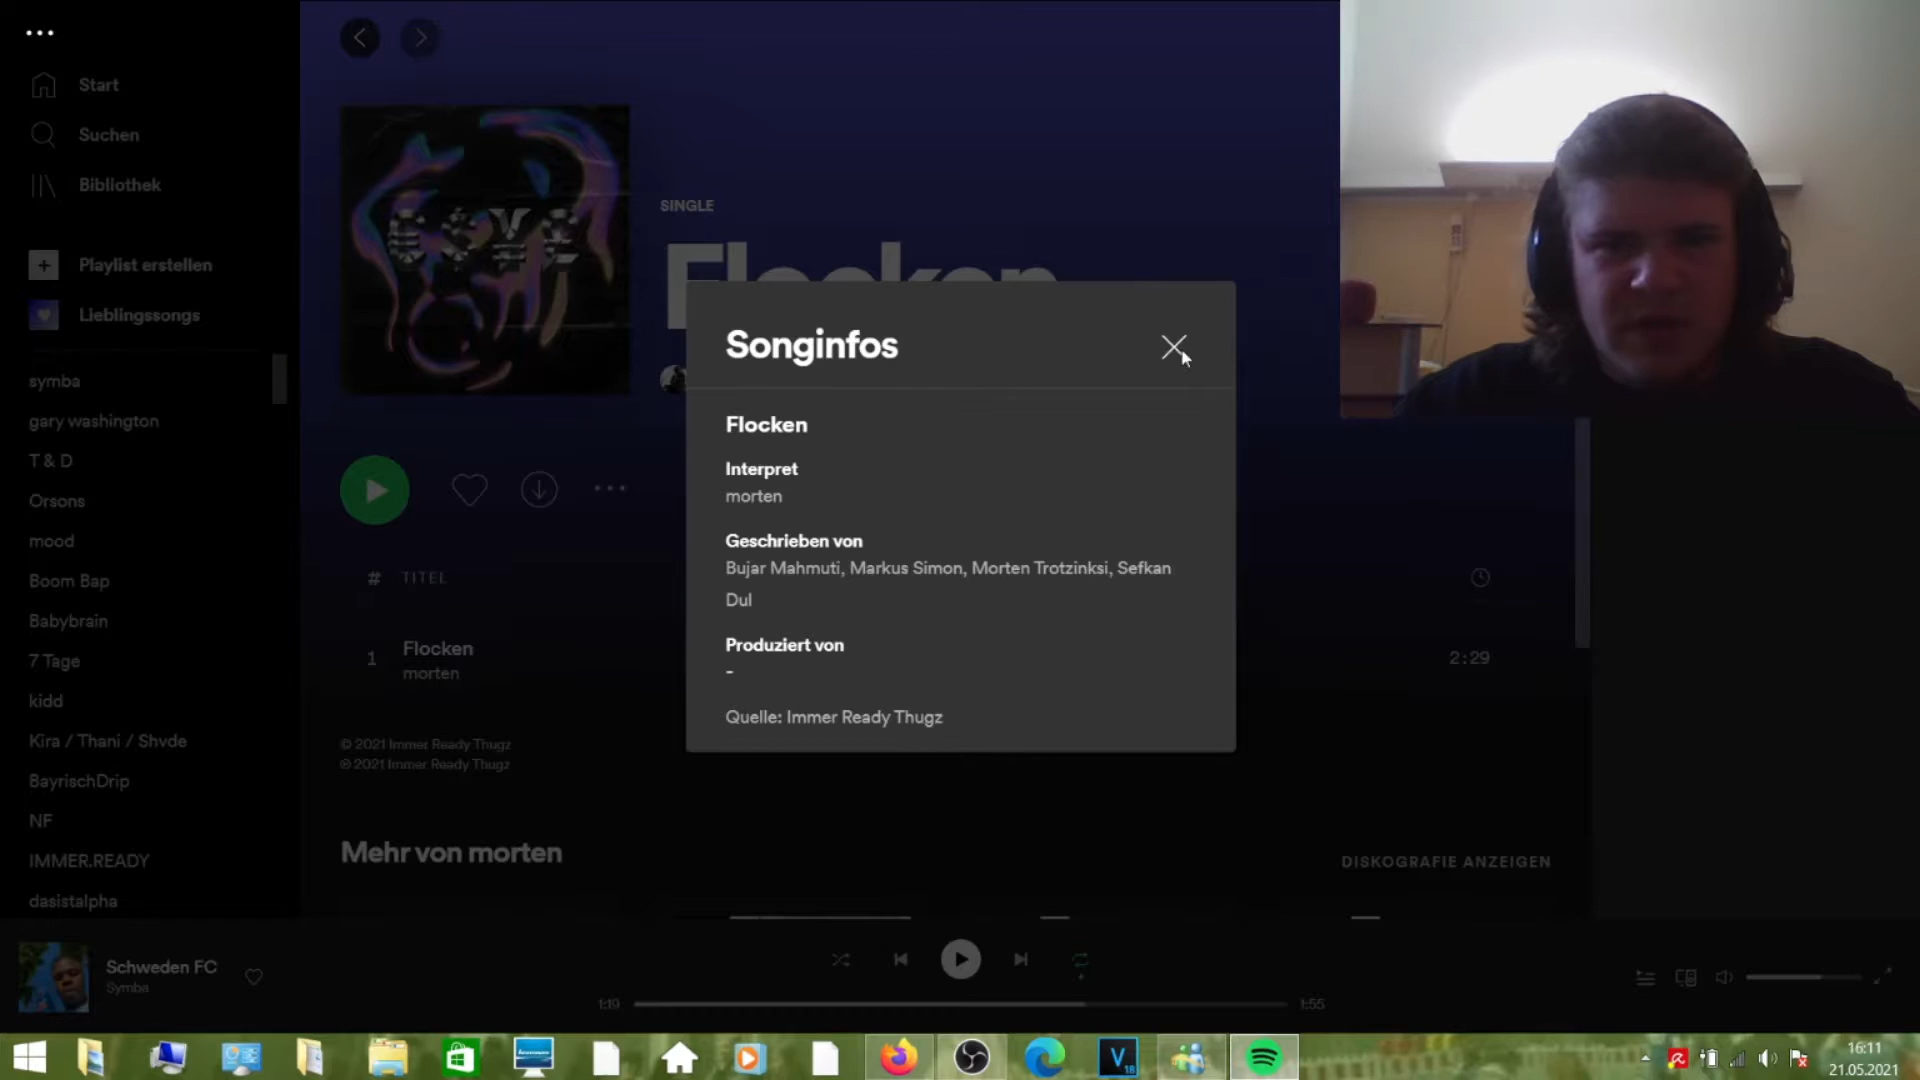 Start
Suchen
Bibliothek
Playlist erstellen
Lieblingssongs
symba
gary washington
T & D
Orsons
mood
Boom Bap
Babybrain
7 Tage
kidd
Kira / Thani / Shvde
BayrischDrip
NF
IMMER.READY
dasistalpha
SINGLE
Flocken
Songinfos
Flocken
Interpret
morten
Geschrieben von
Bujar Mahmuti, Markus Simon, Morten Trotzinksi, Sefkan
Dul
Produziert von
-
Quelle: Immer Ready Thugz
# TITEL
1 Flocken 2:29
morten
© 2021 Immer Ready Thugz
℗ 2021 Immer Ready Thugz
Mehr von morten
DISKOGRAFIE ANZEIGEN
Schweden FC
Symba
1:19
1:55
V
18
16:11
21.05.2021